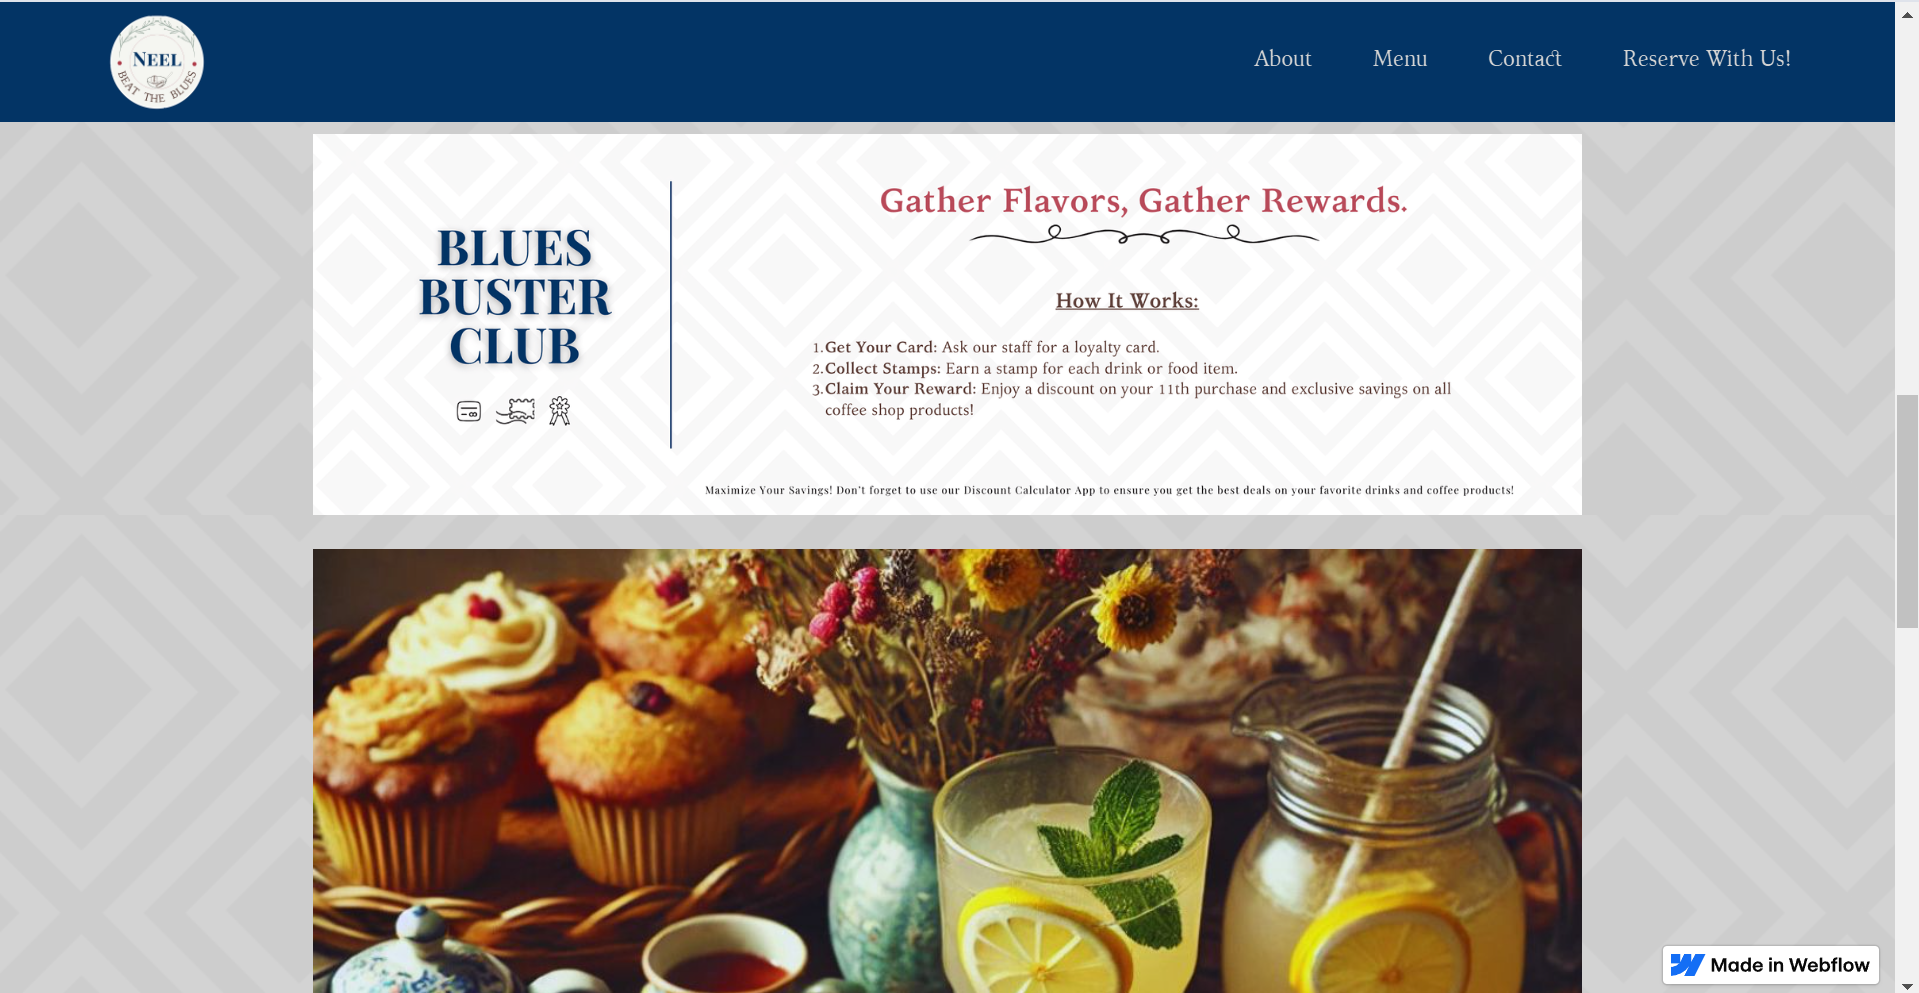 NEEL
BEAT THE BLUES
About
Menu
Contact
Reserve With Us!
BLUES
BUSTER
CLUB
Gather Flavors, Gather Rewards.
How It Works:
1. Get Your Card: Ask our staff for a loyalty card.
2. Collect Stamps: Earn a stamp for each drink or food item.
3. Claim Your Reward: Enjoy a discount on your 11th purchase and exclusive savings on all
coffee shop products!
Maximize Your Savings! Don't forget to use our Discount Calculator App to ensure you get the best deals on your favorite drinks and coffee products!
Made in Webflow